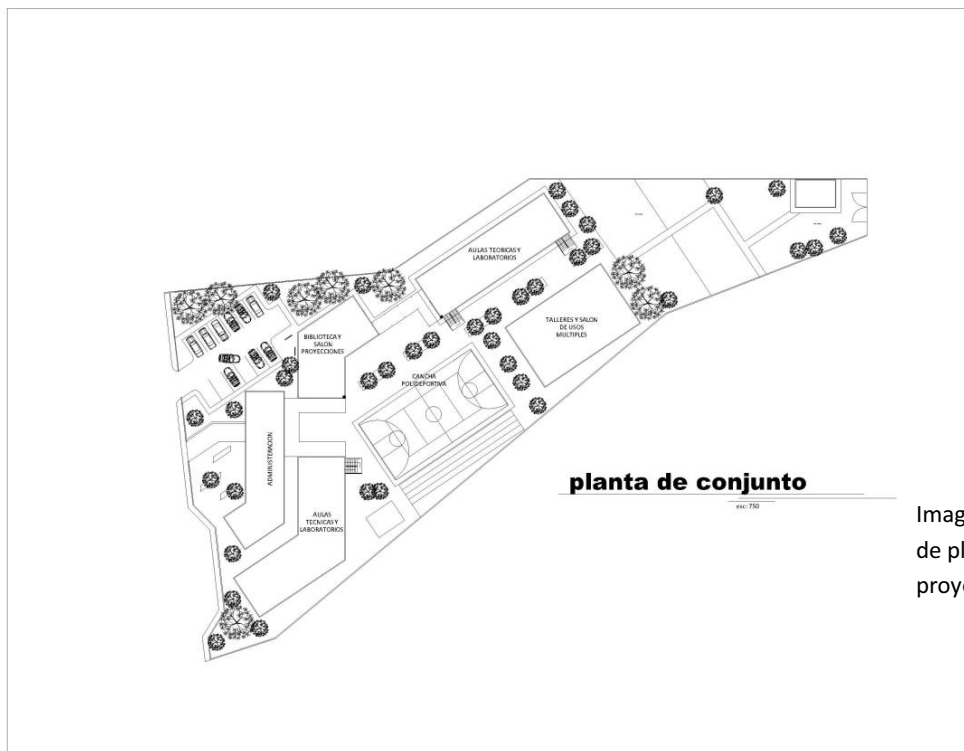 AULAS TEORICAS Y
LABORATORIOS
TALLERES Y SALON
DE USOS
MULTIPLES
BIBLIOTECA Y
SALON
PROYECCIONES
CANCHA
POLIDEPORTIVA
ADMINISTRACION
AULAS
TECNICAS Y
LABORATORIOS
planta de conjunto
esc: 750
Imag
de pl
proye